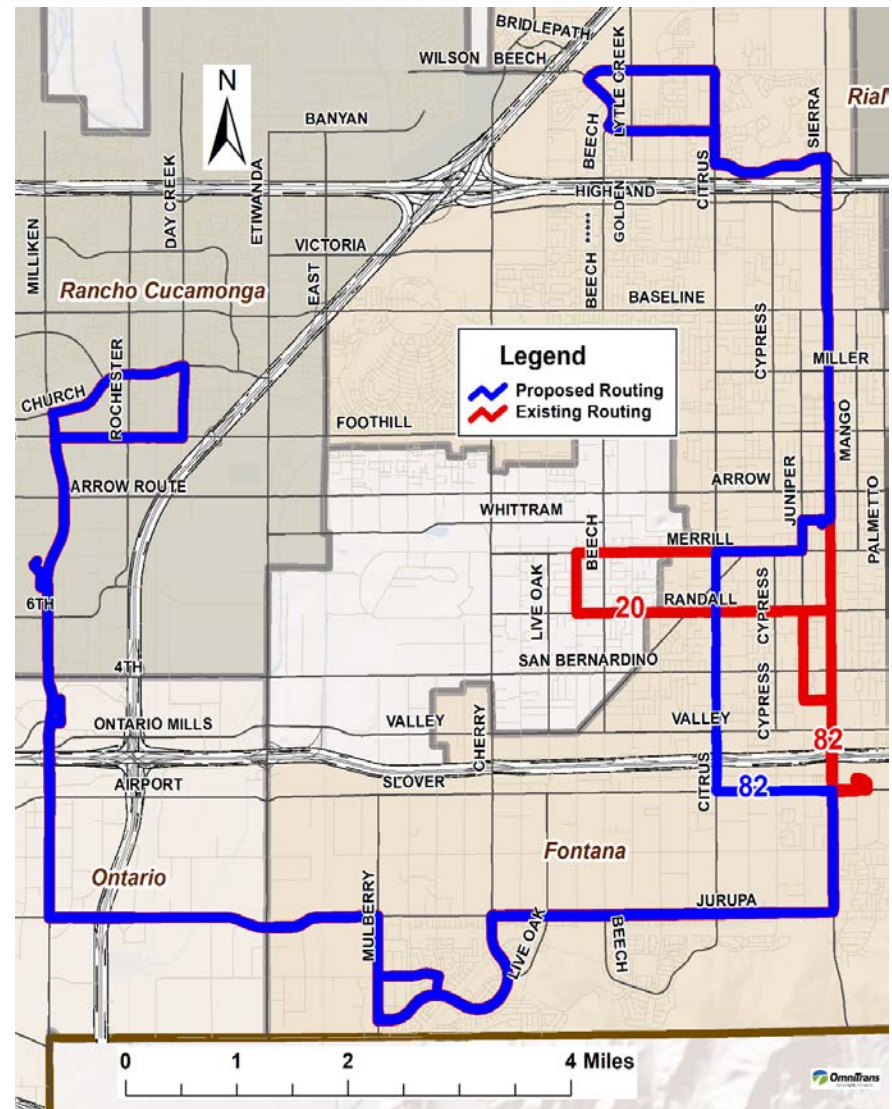 BRIDLEPATH
WILSON BEECH
N
LYTLE CREEK
GOLDEN
BEECH
SIERRA
BANYAN
DAY CREEK
ETIWANDA
CITRUS
HIGHLAND
MILLIKEN
VICTORIA
EAST
BEECH *****
Rancho Cucamonga
BASELINE
CYPRESS
Legend
Proposed Routing
Existing Routing
MILLER
CHURCH
ROCHESTER
FOOTHILL
MANGO
ARROW ROUTE
ARROW
JUNIPER
WHITTRAM
PALMETTO
MERRILL
BEECH
LIVE OAK
6TH
20
RANDALL
CYPRESS
4TH
SAN BERNARDINO
ONTARIO MILLS
VALLEY
CHERRY
VALLEY
CYPRESS
82
AIRPORT
SLOVER
CITRUS
82
Ontario
Fontana
MULBERRY
JURUPA
LIVE OAK
BEECH
0 1 2 4 Miles
OmniTrans